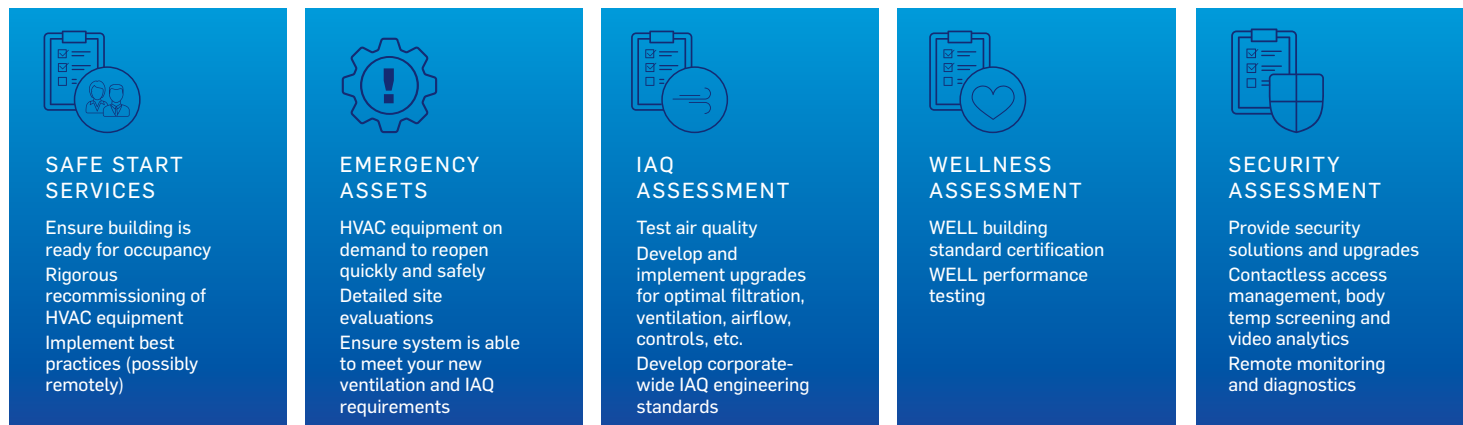 SAFE START
SERVICES
Ensure building is
ready for occupancy
Rigorous
recommissioning of
HVAC equipment
Implement best
practices (possibly
remotely)
EMERGENCY
ASSETS
HVAC equipment on
demand to reopen
quickly and safely
Detailed site
evaluations
Ensure system is able
to meet your new
ventilation and IAQ
requirements
IAQ
ASSESSMENT
Test air quality
Develop and
implement upgrades
for optimal filtration,
ventilation, airflow,
controls, etc.
Develop corporate-
wide IAQ engineering
standards
WELLNESS
ASSESSMENT
WELL building
standard certification
WELL performance
testing
SECURITY
ASSESSMENT
Provide security
solutions and upgrades
Contactless access
management, body
temp screening and
video analytics
Remote monitoring
and diagnostics